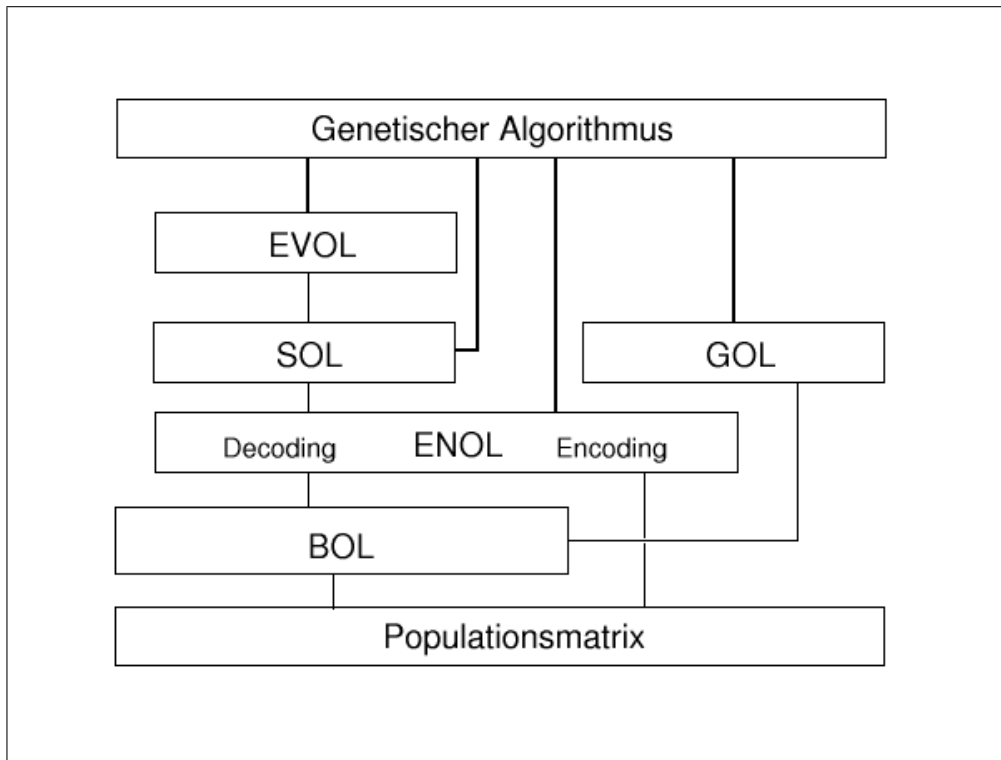 Genetischer Algorithmus
EVOL
SOL
GOL
Decoding ENOL Encoding
BOL
Populationsmatrix